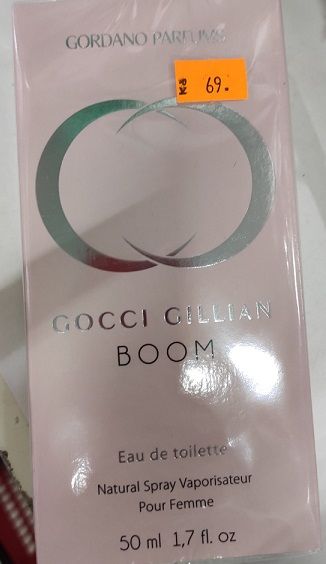 GORDANO PARFUMS
Kč 69.
GOCCI GILLIAN
BOOM
Eau de toilette
Natural Spray Vaporisateur
Pour Femme
50 ml 1,7 fl. oz